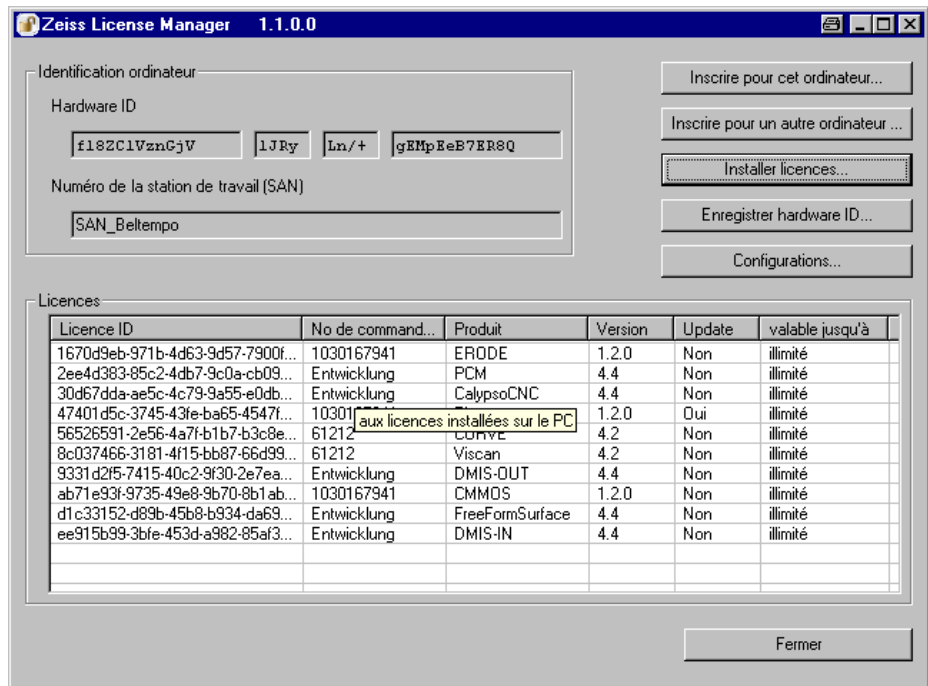 Zeiss License Manager 1.1.0.0
Identification ordinateur
Hardware ID
f18ZC1VznGjV 1JRy Ln/+ gEMpEeB7ER8Q
Numéro de la station de travail (SAN)
SAN_Beltempo
Inscrire pour cet ordinateur...
Inscrire pour un autre ordinateur ...
Installer licences...
Enregistrer hardware ID...
Configurations...
Licences
Licence ID No de command... Produit Version Update valable jusqu'à
1670d9eb-971b-4d63-9d57-7900f... 1030167941 ERODE 1.2.0 Non illimité
2ee4d383-85c2-4db7-9c0a-cb09... Entwicklung PCM 4.4 Non illimité
30d67dda-ae5c-4c79-9a55-e0db... Entwicklung CalypsoCNC 4.4 Non illimité
47401d5c-3745-43fe-ba65-4547f... 1.2.0 Oui illimité
aux licences installées sur le PC
56526591-2e56-4a7f-b1b7-b3c8e... 61212 CURVE 4.2 Non illimité
8c037466-3181-4f15-bb87-66d99... 61212 Viscan 4.2 Non illimité
9331d2f5-7415-40c2-9f30-2e7ea... Entwicklung DMIS-OUT 4.4 Non illimité
ab71e93f-9735-49e8-9b70-8b1ab... 1030167941 CMMOS 1.2.0 Non illimité
d1c33152-d89b-45b8-b934-da69... Entwicklung FreeFormSurface 4.4 Non illimité
ee915b99-3bfe-453d-a982-85af3... Entwicklung DMIS-IN 4.4 Non illimité
Fermer